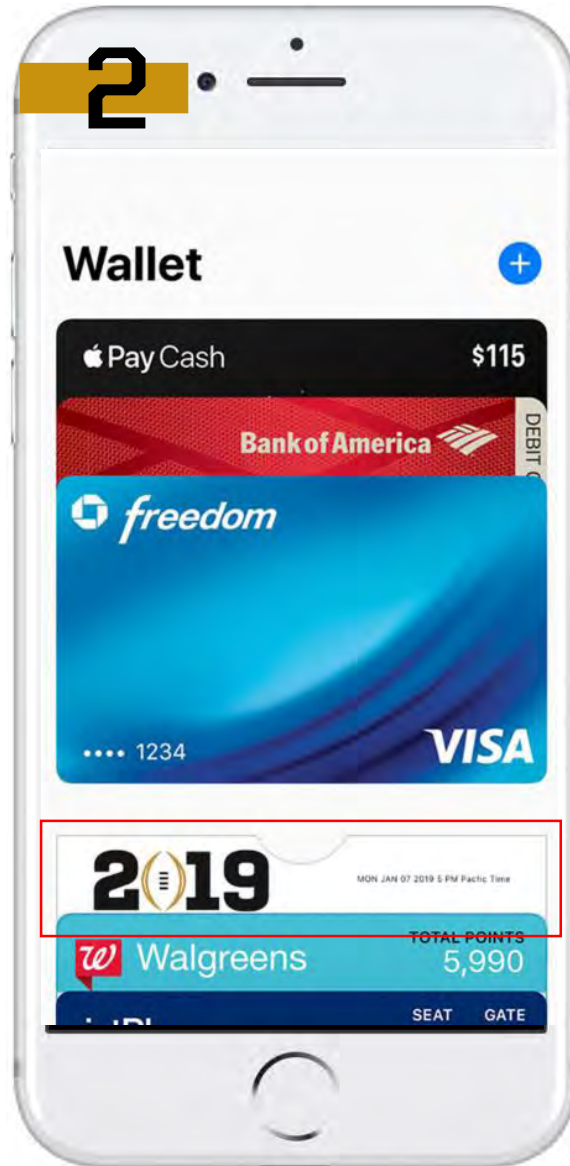 2
Wallet
Pay Cash $115
Bank of America
DEBIT
freedom
•••• 1234 VISA
2019 MON JAN 07 2019 5 PM Pacfic Time
Walgreens TOTAL POINTS
5,990
SEAT GATE